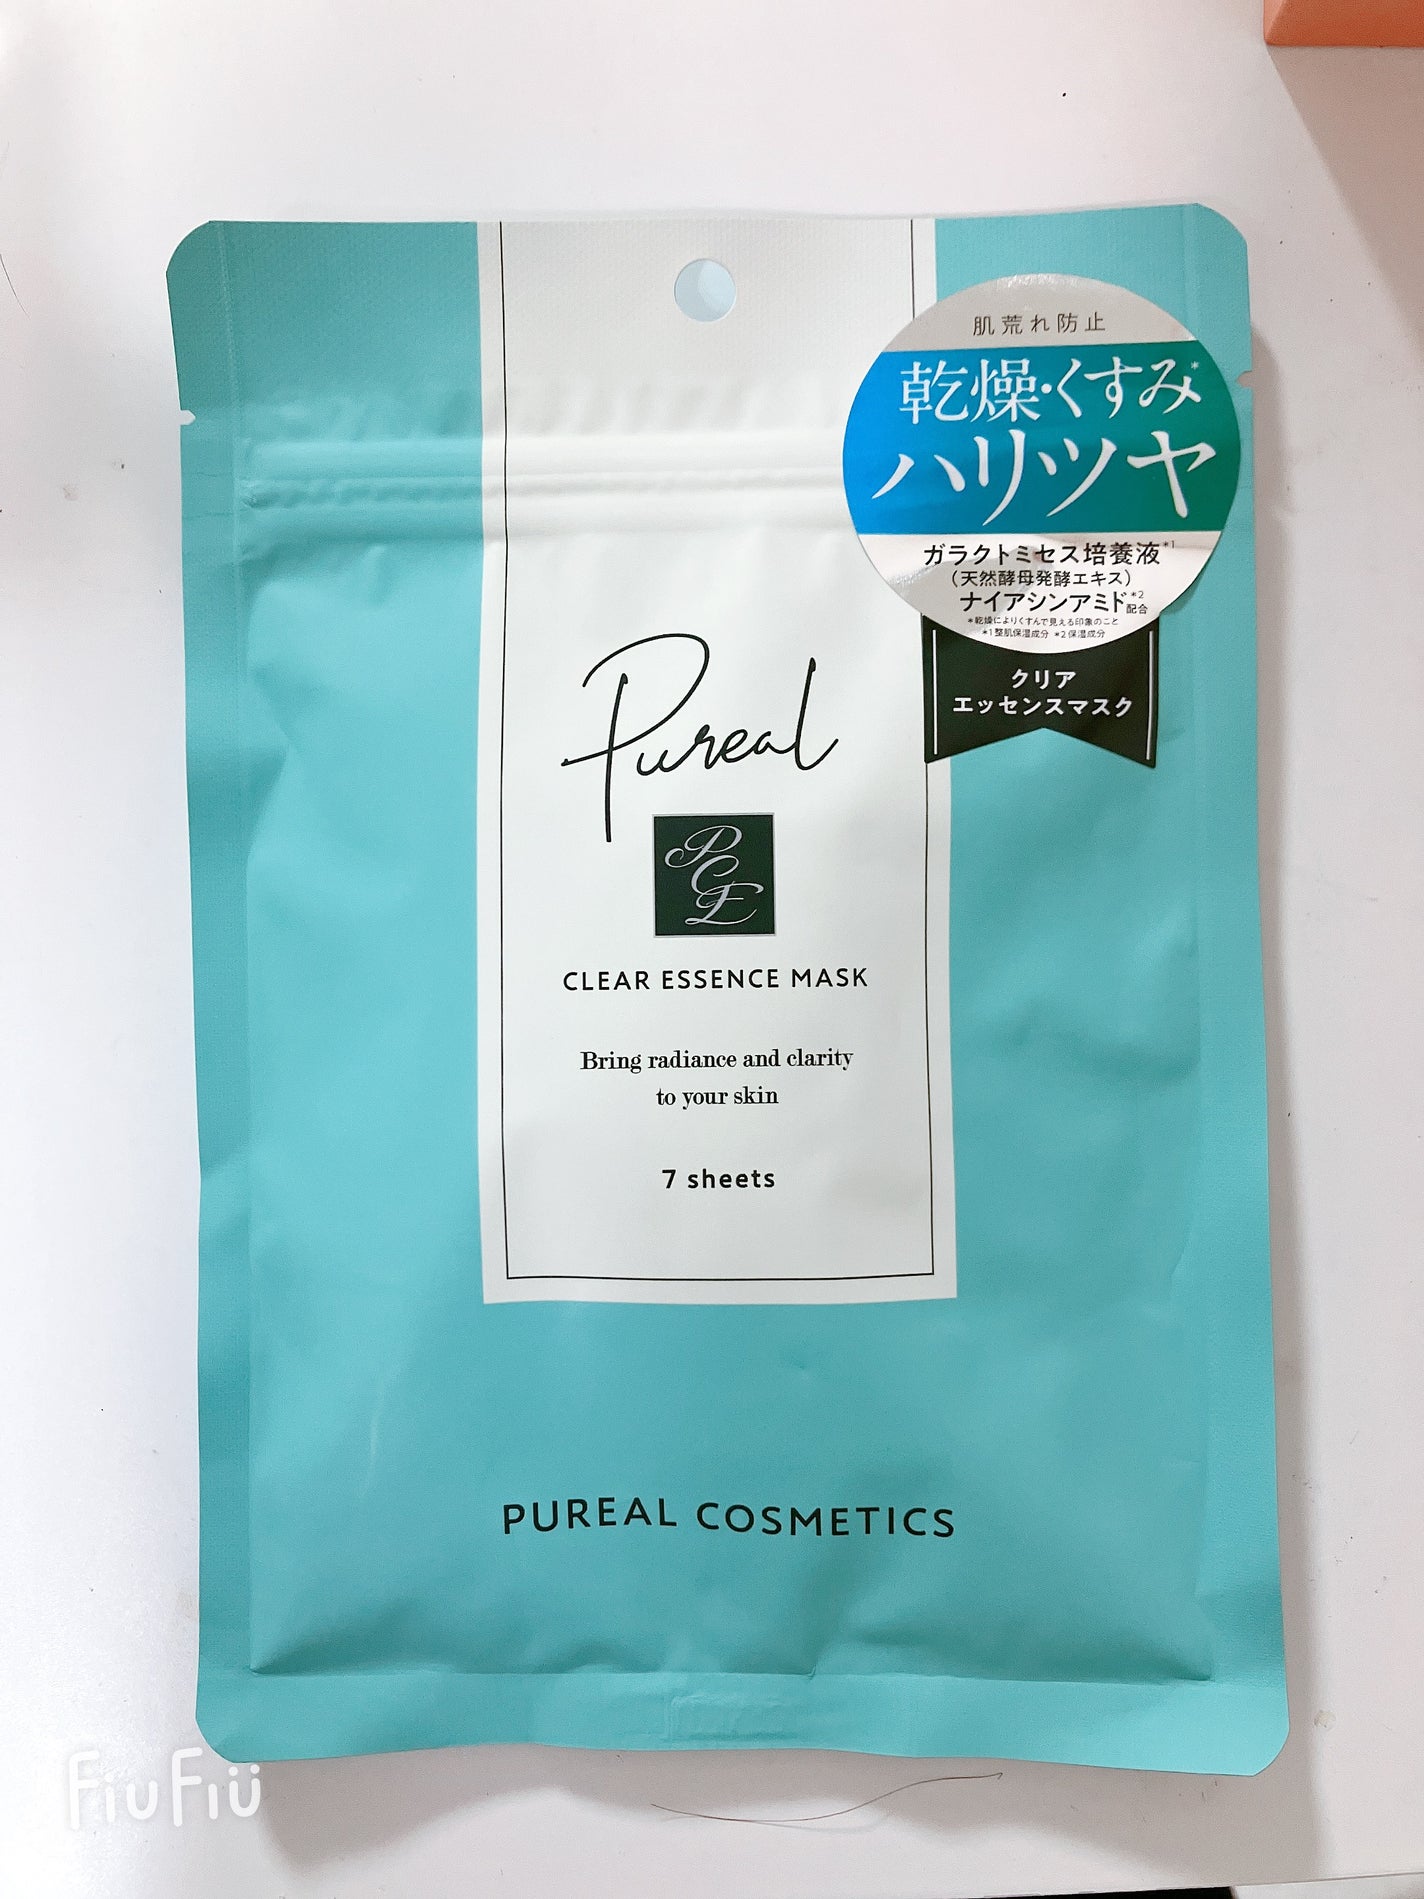 肌荒れ防止
乾燥・くすみ*
ハリツヤ
ガラクトミセス培養液*1
（天然酵母発酵エキス）
ナイアシンアミド*2配合
*乾燥によりくすんで見える印象のこと
*1整肌保湿成分 *2保湿成分
クリア
エッセンスマスク
Pureal
PCE
CLEAR ESSENCE MASK
Bring radiance and clarity
to your skin
7 sheets
PUREAL COSMETICS
FiuFiü